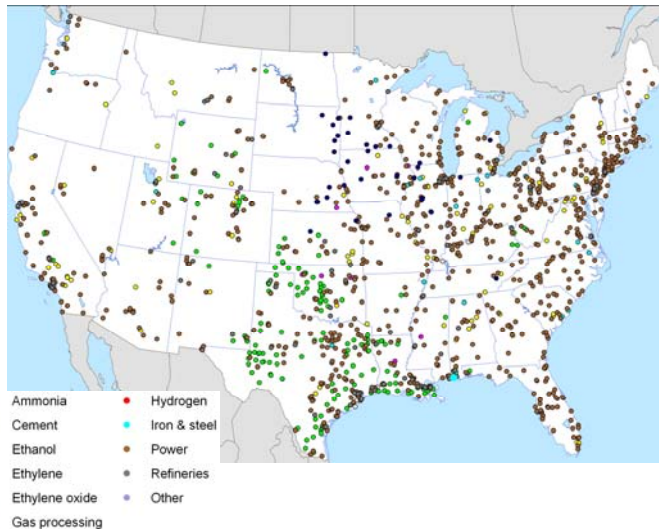 Ammonia
Hydrogen
Cement
Iron & steel
Ethanol
Power
Ethylene
Refineries
Ethylene oxide
Other
Gas processing